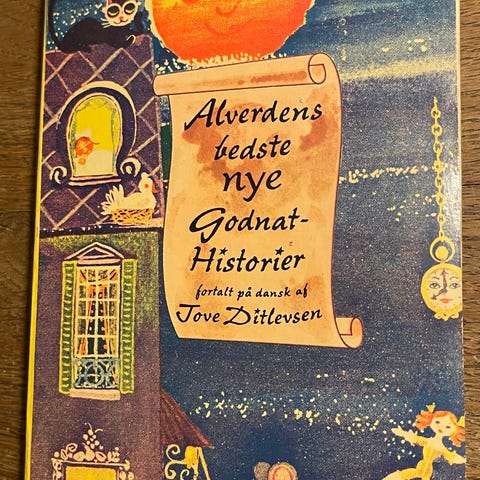 Alverdens
bedste
nye
Godnat-
Historier
fortalt på dansk af
Tove Ditlevsen